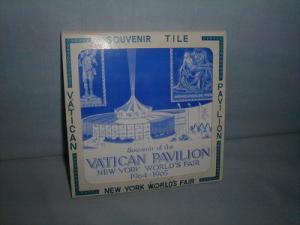 SOUVENIR TILE
VATICAN
PAVILION
Souvenir of the
VATICAN PAVILION
NEW YORK WORLD'S FAIR
1964-1965
NEW YORK WORLD'S FAIR